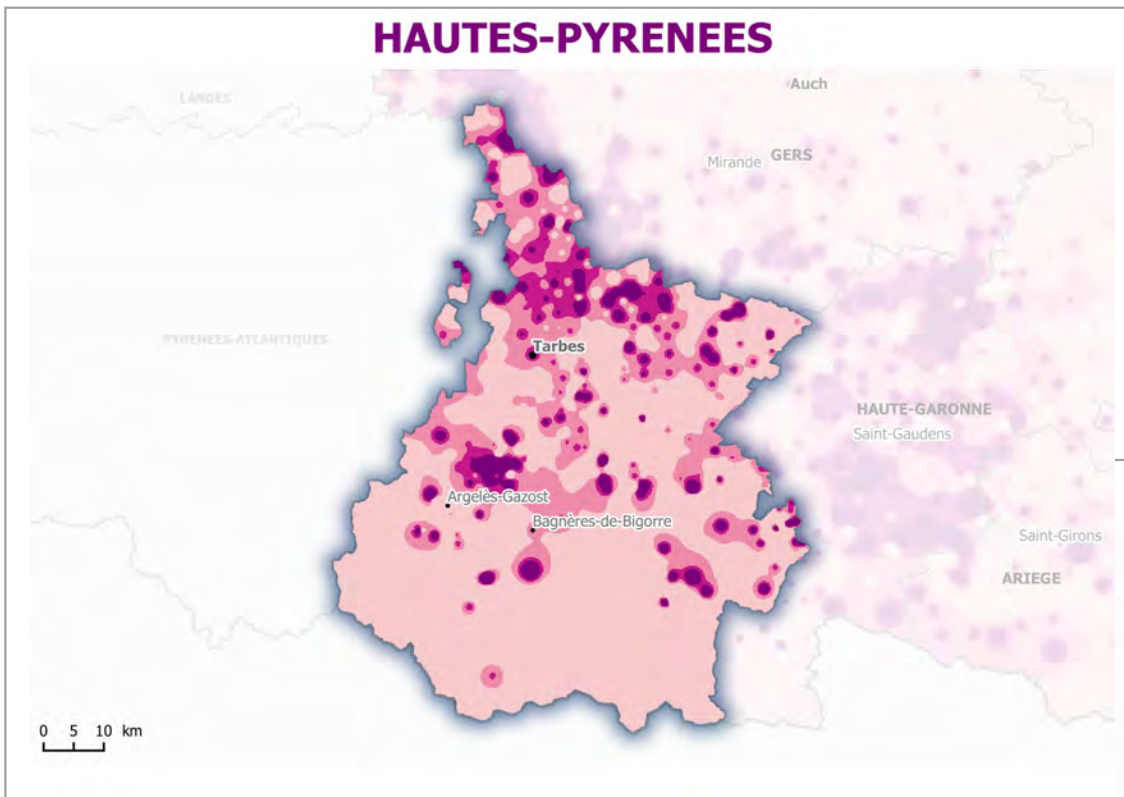 HAUTES-PYRENEES
Auch
LANDES
GERS
Mirande
PYRENEES-ATLANTIQUES
Tarbes
HAUTE-GARONNE
Saint-Gaudens
Argelès-Gazost
Bagnères-de-Bigorre
Saint-Girons
ARIEGE
0 5 10 km